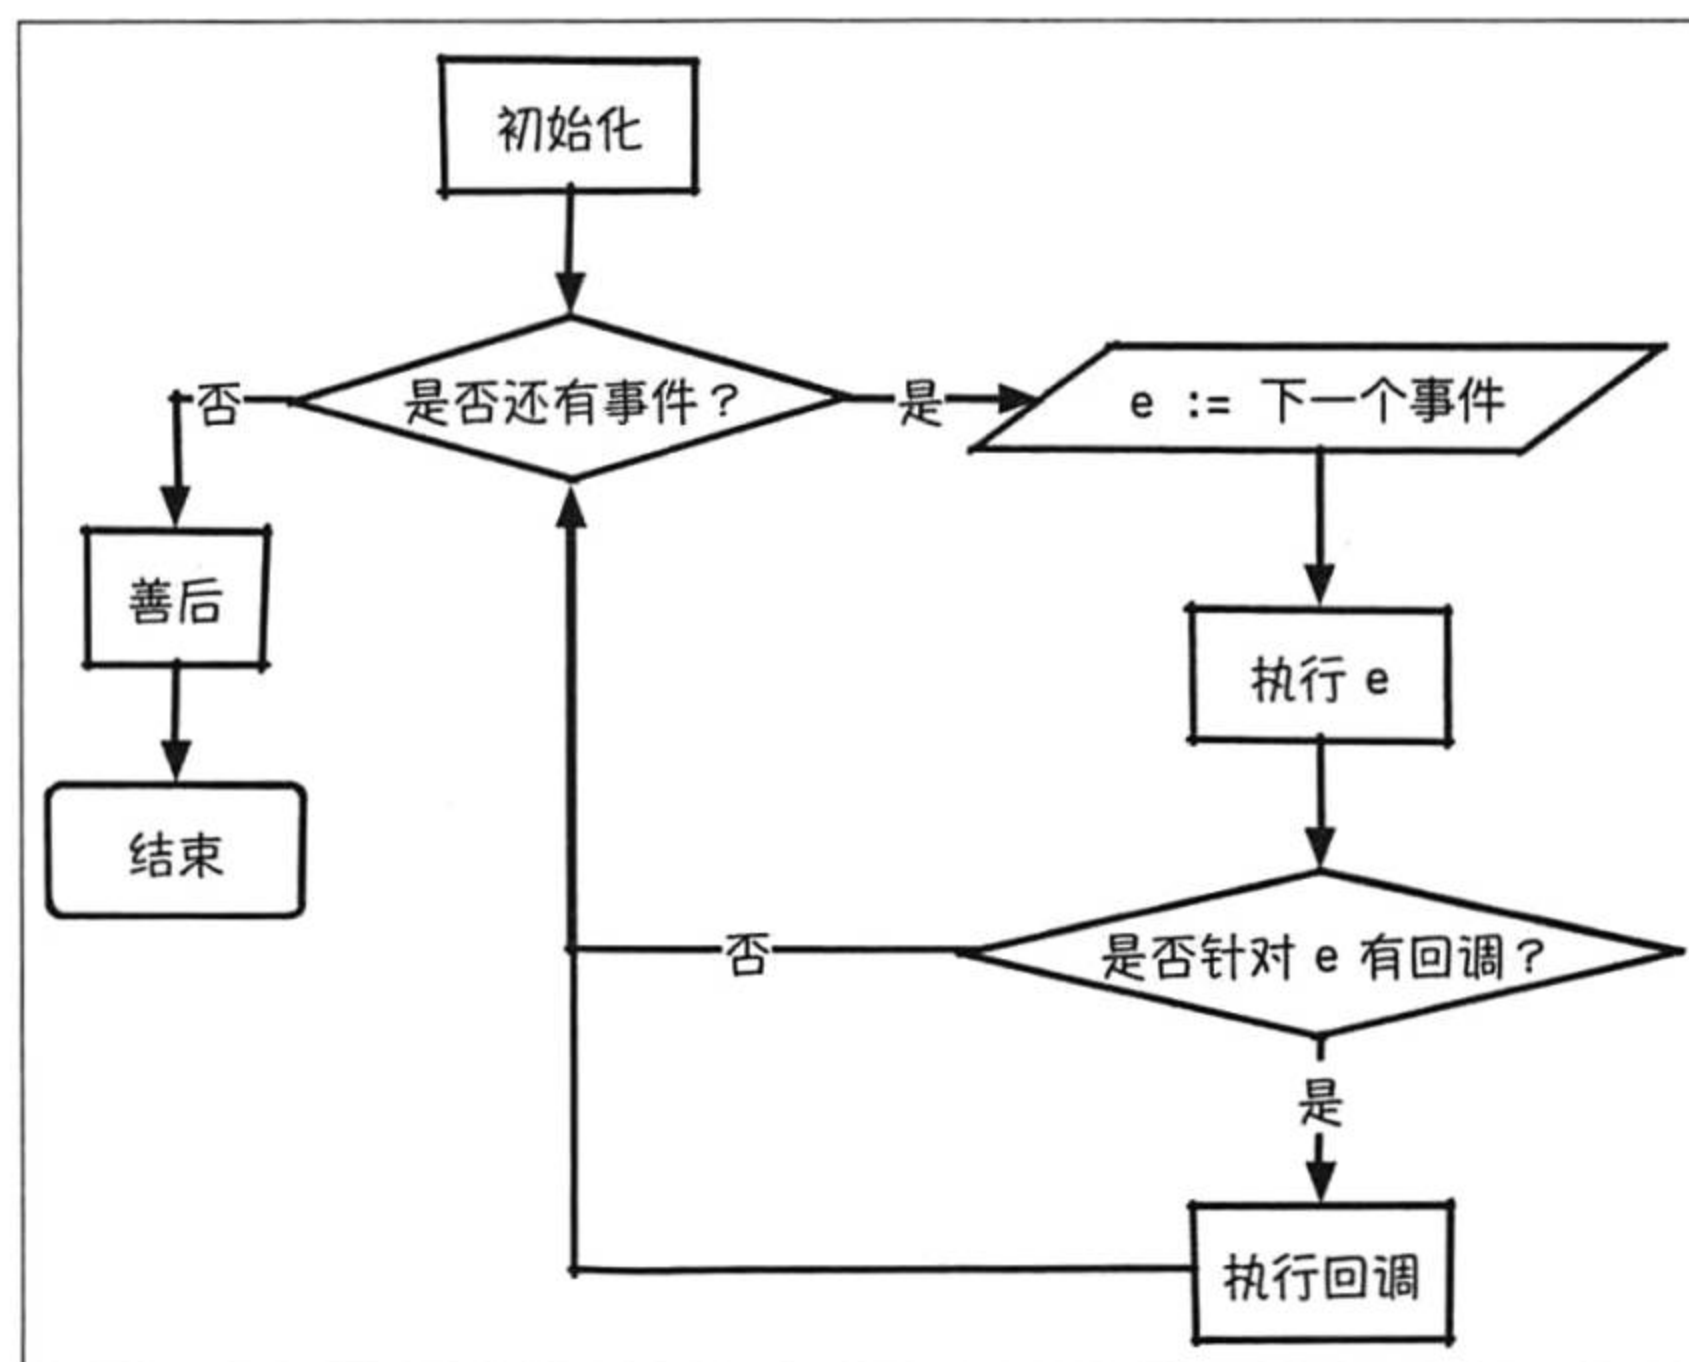 初始化
是否还有事件？
否
是
e := 下一个事件
善后
执行 e
结束
是否针对 e 有回调？
否
是
执行回调